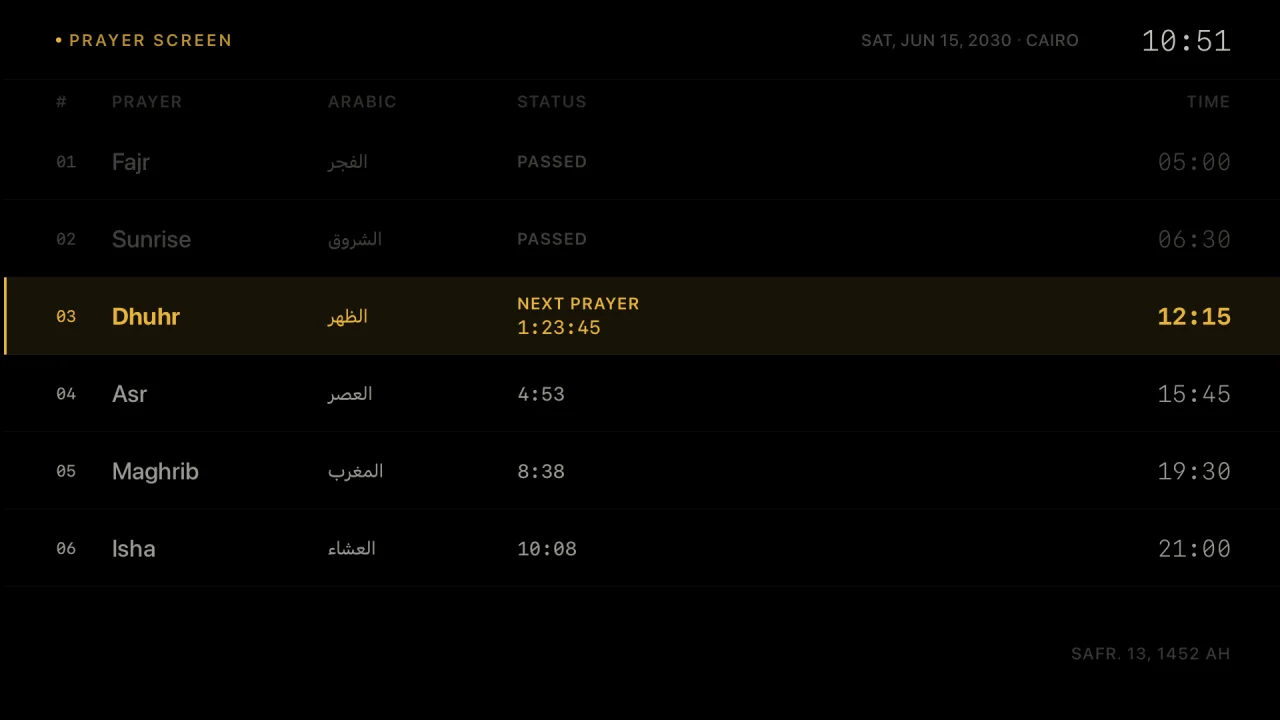 • PRAYER SCREEN SAT, JUN 15, 2030 · CAIRO 10:51
# PRAYER ARABIC STATUS TIME
01 Fajr الفجر PASSED 05:00
02 Sunrise الشروق PASSED 06:30
03 Dhuhr الظهر NEXT PRAYER 1:23:45 12:15
04 Asr العصر 4:53 15:45
05 Maghrib المغرب 8:38 19:30
06 Isha العشاء 10:08 21:00
SAFR. 13, 1452 AH